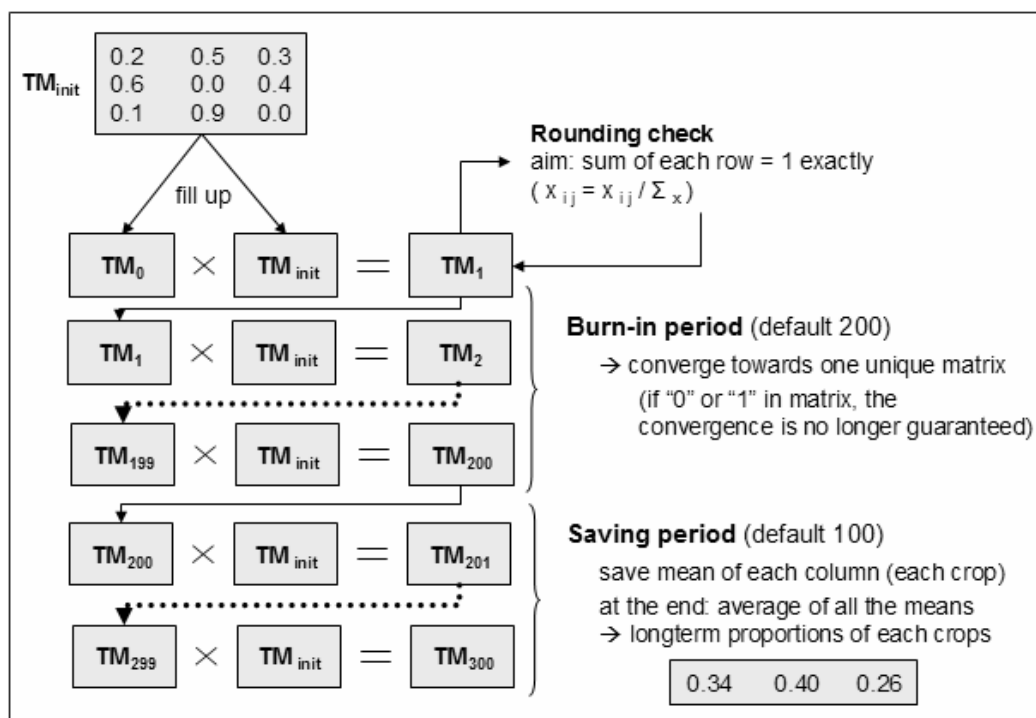 TMinit
0.2 0.5 0.3
0.6 0.0 0.4
0.1 0.9 0.0
fill up
Rounding check
aim: sum of each row = 1 exactly
( x i j = x i j / Σ x )
TM0 × TM init = TM1
TM1 × TM init = TM2
TM199 × TM init = TM200
Burn-in period (default 200)
→ converge towards one unique matrix
(if “0” or “1” in matrix, the
convergence is no longer guaranteed)
TM200 × TM init = TM201
TM299 × TM init = TM300
Saving period (default 100)
save mean of each column (each crop)
at the end: average of all the means
→ longterm proportions of each crops
0.34 0.40 0.26